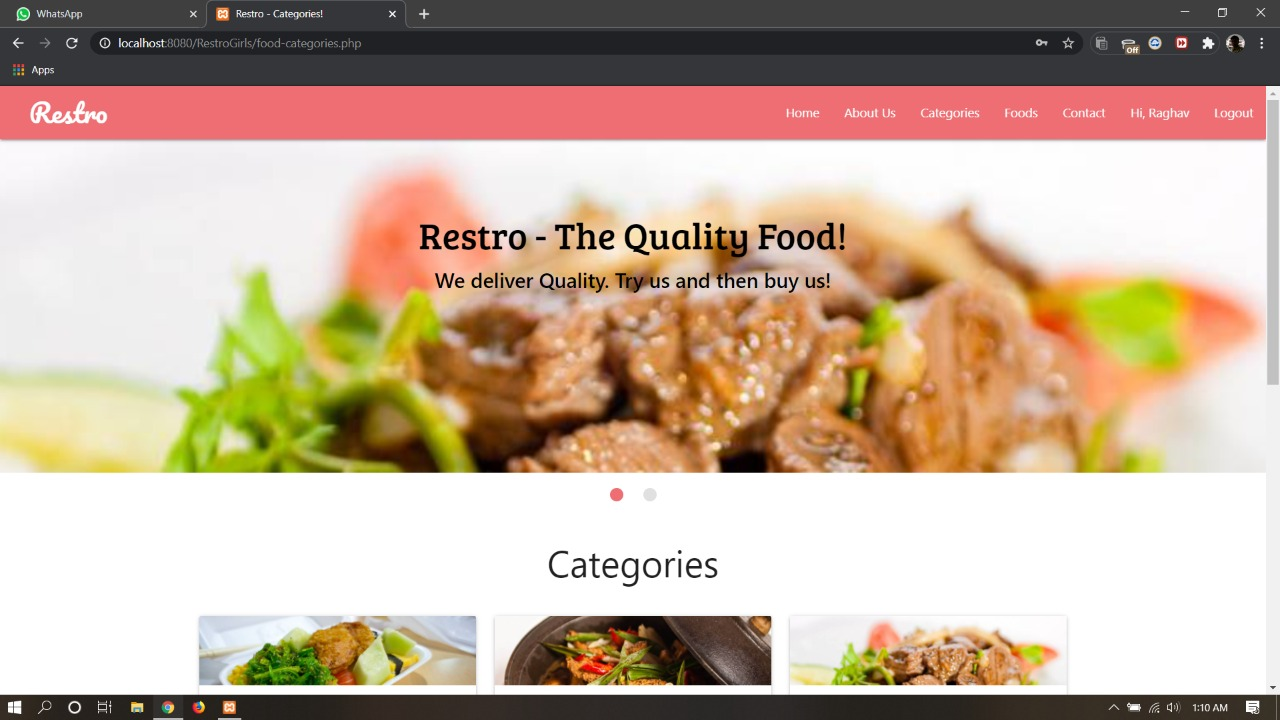 WhatsApp
Restro - Categories!
localhost:8080/RestroGirls/food-categories.php
Off
Apps
Restro
Home About Us Categories Foods Contact Hi, Raghav Logout
Restro - The Quality Food!
We deliver Quality. Try us and then buy us!
Categories
1:10 AM